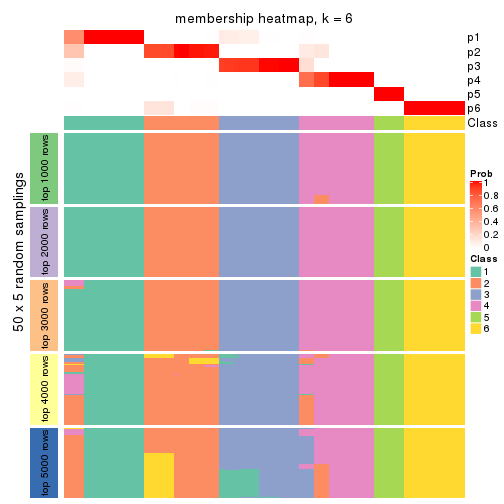 membership heatmap, k = 6
p1
p2
p3
p4
p5
p6
Class
50 x 5 random samplings
top 1000 rows
top 2000 rows
top 3000 rows
top 4000 rows
top 5000 rows
Prob
1
0.8
0.6
0.4
0.2
0
Class
1
2
3
4
5
6